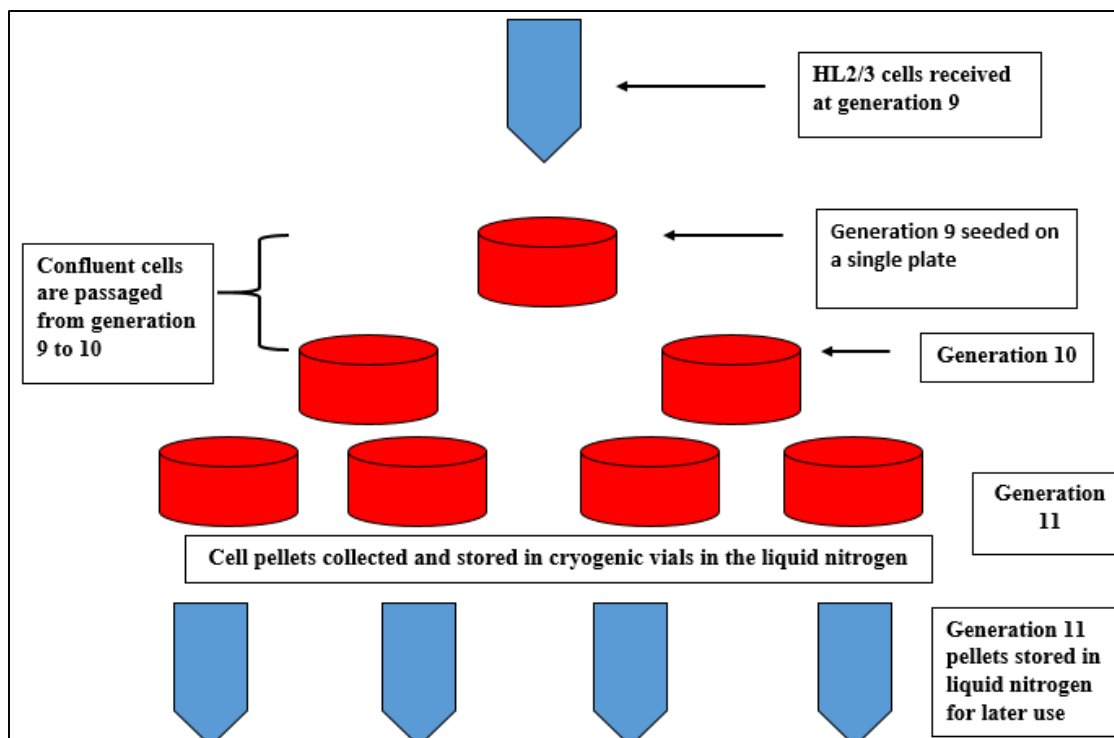 HL2/3 cells received
at generation 9
Generation 9 seeded on
a single plate
Confluent cells
are passaged
from generation
9 to 10
Generation 10
Generation
11
Cell pellets collected and stored in cryogenic vials in the liquid nitrogen
Generation 11
pellets stored in
liquid nitrogen
for later use